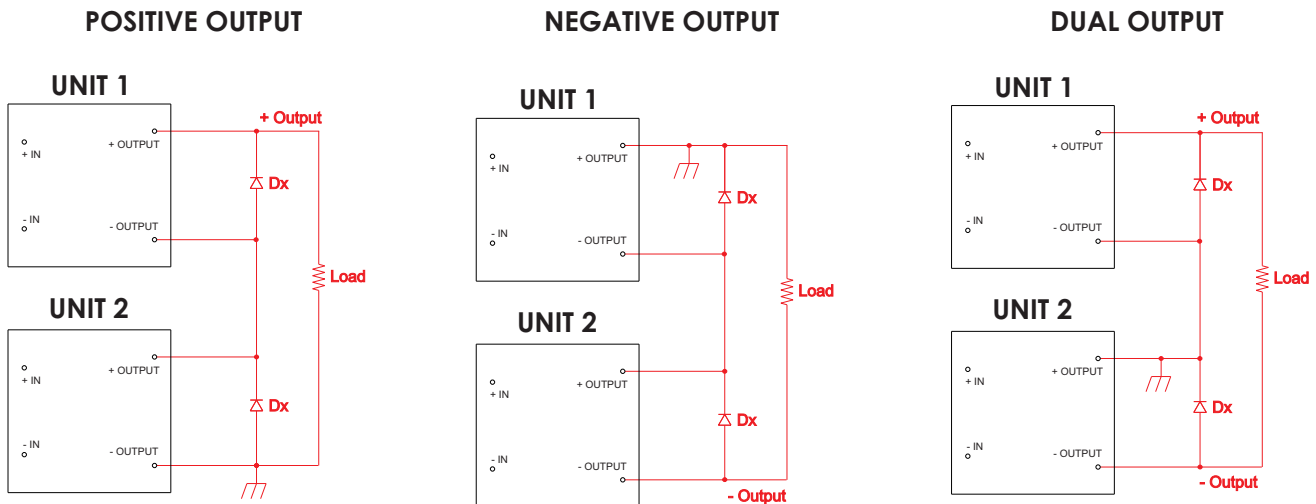 POSITIVE OUTPUT
UNIT 1
+ Output
+ OUTPUT
+ IN
Dx
- IN
- OUTPUT
Load
UNIT 2
+ OUTPUT
+ IN
Dx
- IN
- OUTPUT
NEGATIVE OUTPUT
UNIT 1
+ OUTPUT
+ IN
Dx
- IN
- OUTPUT
Load
UNIT 2
+ OUTPUT
+ IN
Dx
- IN
- OUTPUT
- Output
DUAL OUTPUT
UNIT 1
+ Output
+ OUTPUT
+ IN
Dx
- IN
- OUTPUT
Load
UNIT 2
+ OUTPUT
+ IN
Dx
- IN
- OUTPUT
- Output